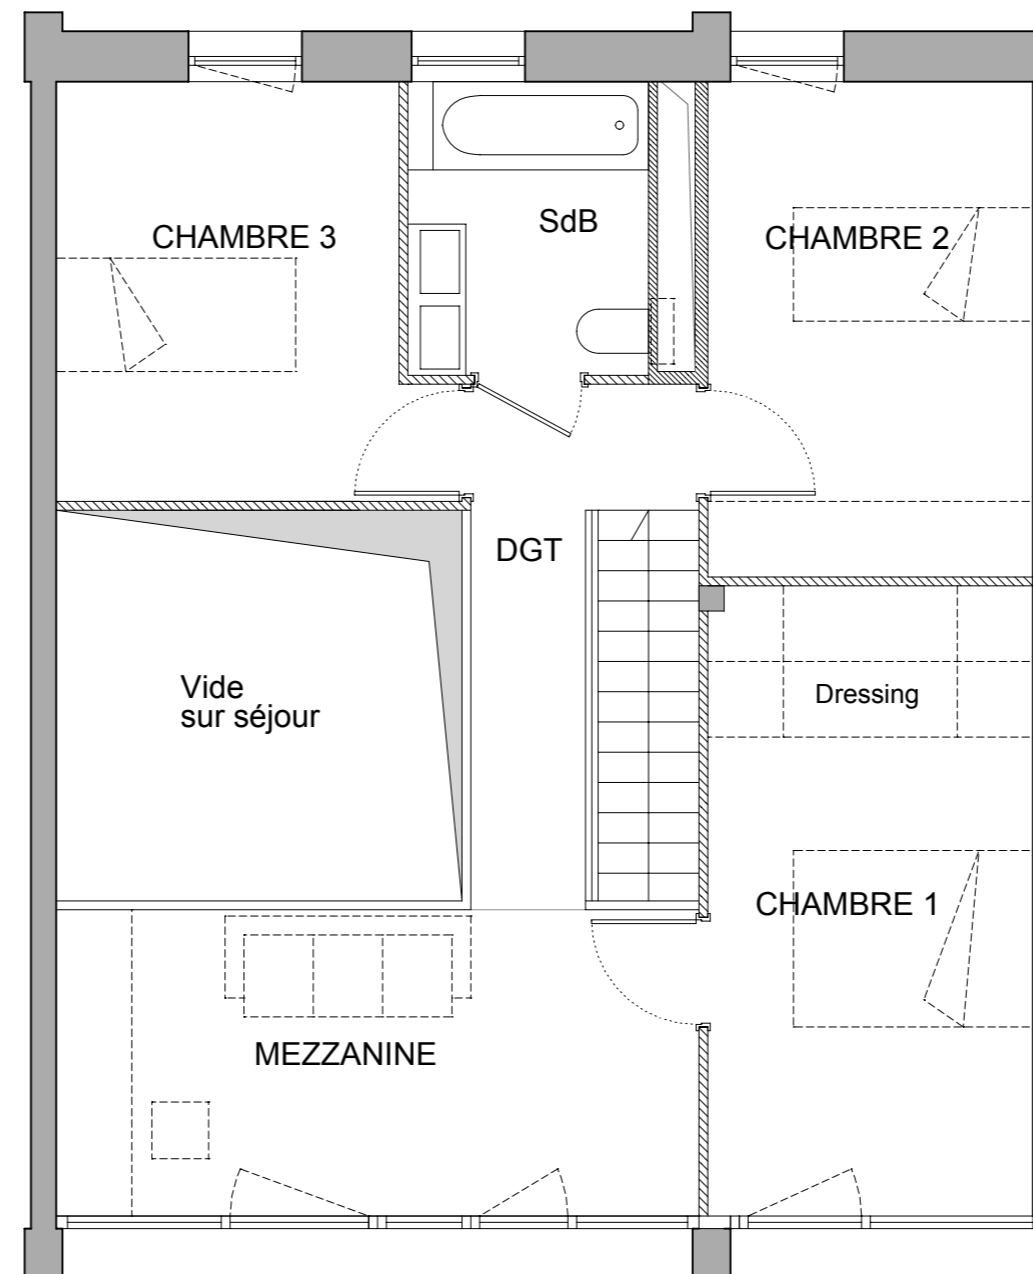 CHAMBRE 3
SdB
CHAMBRE 2
DGT
Vide
sur séjour
Dressing
CHAMBRE 1
MEZZANINE